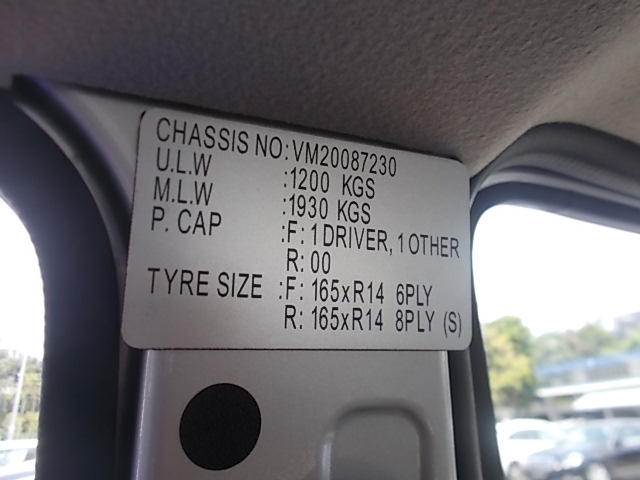 CHASSIS NO: VM20087230
U.L.W :1200 KGS
M.L.W :1930 KGS
P. CAP :F: 1 DRIVER, 1 OTHER
R: 00
TYRE SIZE :F: 165xR14 6PLY
R: 165xR14 8PLY (S)